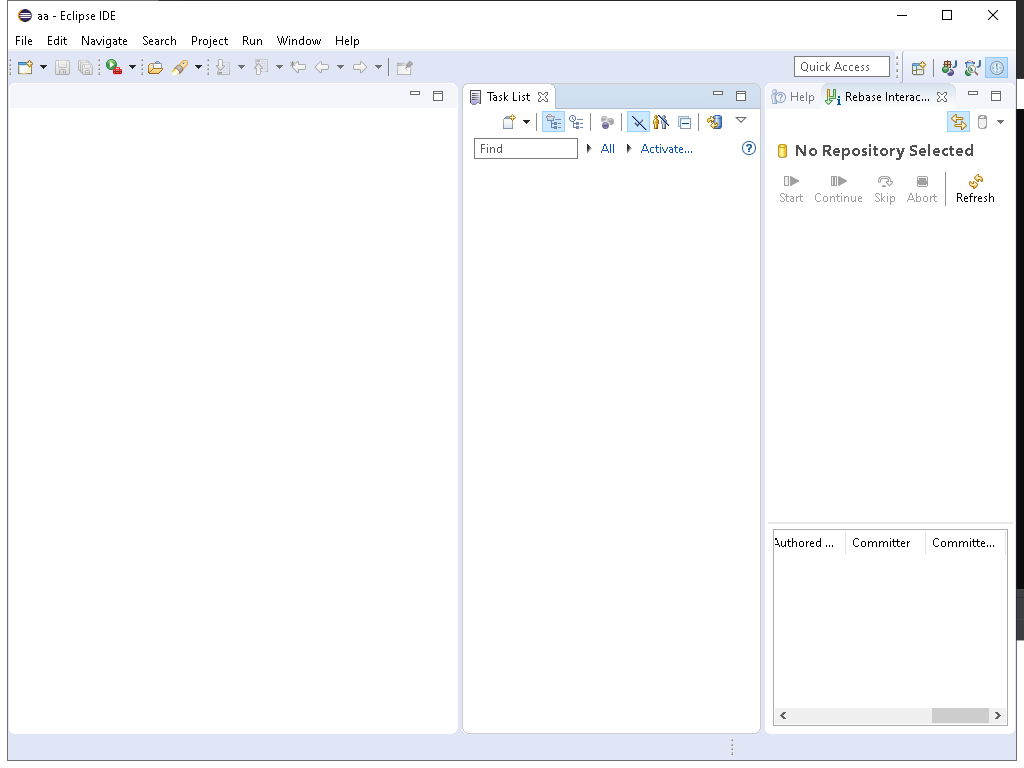 aa - Eclipse IDE
File Edit Navigate Search Project Run Window Help
Quick Access
Task List
Help
Rebase Interac...
Find
All
Activate...
No Repository Selected
Start Continue Skip Abort Refresh
Authored ... Committer Committe...